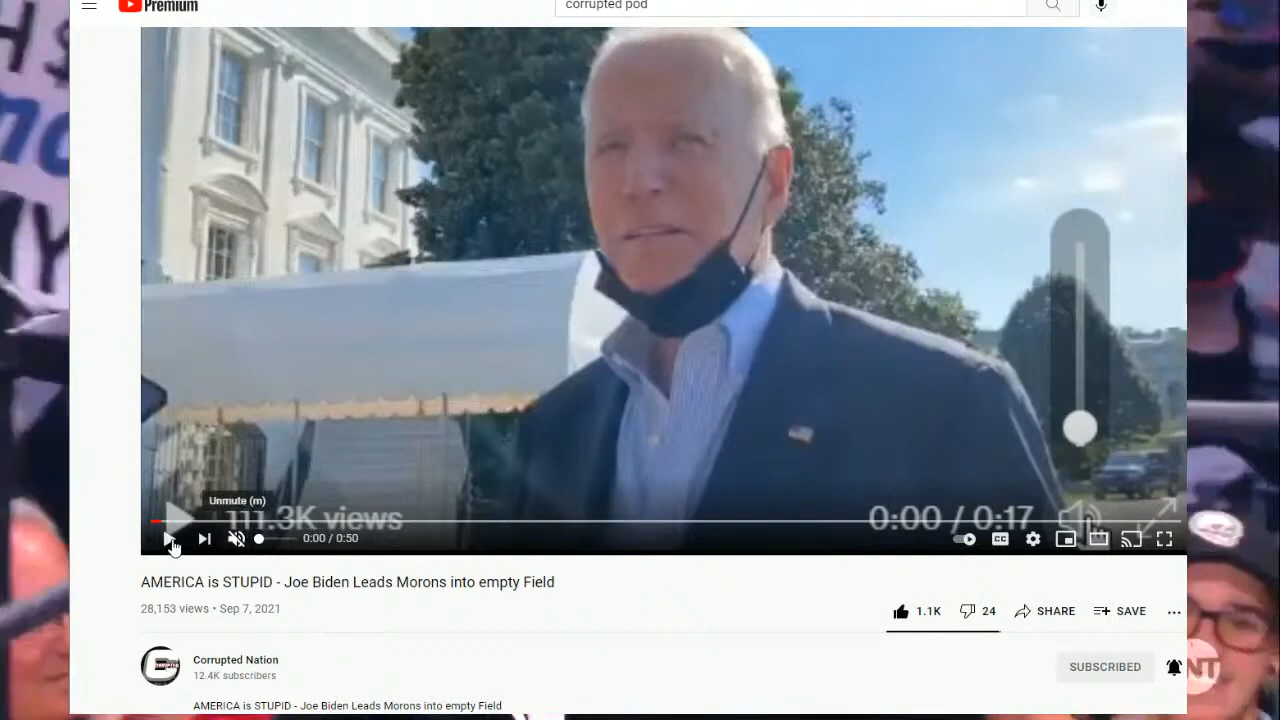 Premium
corrupted pod
Unmute (m)
111.3K views
0:00 / 0:17
0:00 / 0:50
CC
AMERICA is STUPID - Joe Biden Leads Morons into empty Field
28,153 views • Sep 7, 2021
1.1K
24
SHARE
SAVE
Corrupted Nation
12.4K subscribers
SUBSCRIBED
NT
AMERICA is STUPID - Joe Biden Leads Morons into empty Field